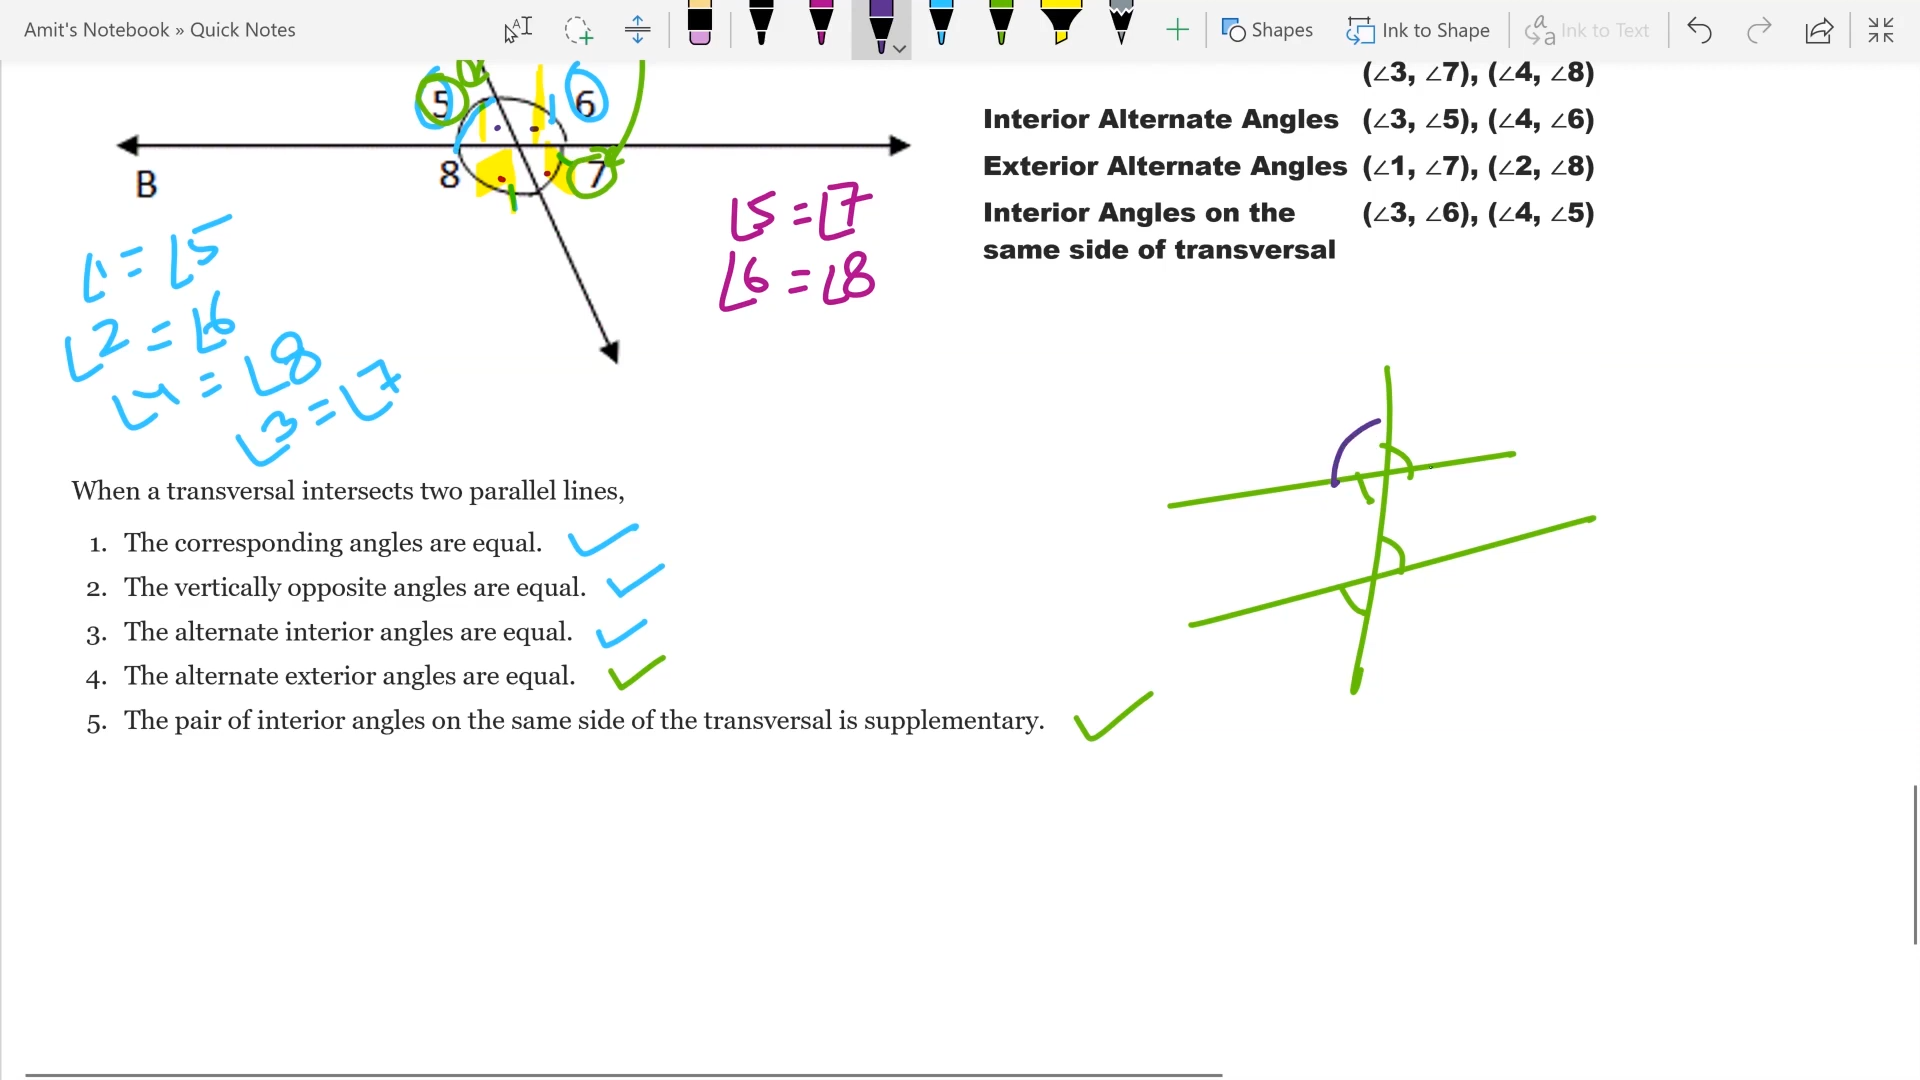 Amit's Notebook » Quick Notes
Shapes
Ink to Shape
Ink to Text
(∠3, ∠7), (∠4, ∠8)
Interior Alternate Angles (∠3, ∠5), (∠4, ∠6)
Exterior Alternate Angles (∠1, ∠7), (∠2, ∠8)
Interior Angles on the (∠3, ∠6), (∠4, ∠5)
same side of transversal
5 6
B 8 7
∠5 = ∠7
∠6 = ∠8
∠1 = ∠5
∠2 = ∠6
∠4 = ∠8
∠3 = ∠7
When a transversal intersects two parallel lines,
1. The corresponding angles are equal.
2. The vertically opposite angles are equal.
3. The alternate interior angles are equal.
4. The alternate exterior angles are equal.
5. The pair of interior angles on the same side of the transversal is supplementary.